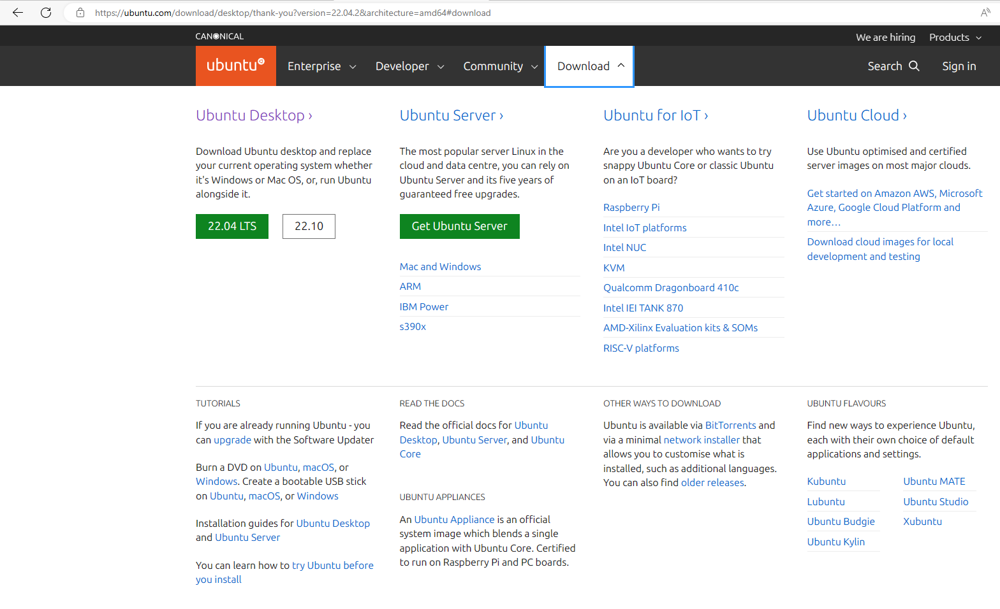 https://ubuntu.com/download/desktop/thank-you?version=22.04.2&architecture=amd64#download
CANONICAL
We are hiring
Products
ubuntu
Enterprise
Developer
Community
Download
Search
Sign in
Ubuntu Desktop ›
Download Ubuntu desktop and replace
your current operating system whether
it's Windows or Mac OS, or, run Ubuntu
alongside it.
22.04 LTS
22.10
Ubuntu Server ›
The most popular server Linux in the
cloud and data centre, you can rely on
Ubuntu Server and its five years of
guaranteed free upgrades.
Get Ubuntu Server
Mac and Windows
ARM
IBM Power
s390x
Ubuntu for IoT ›
Are you a developer who wants to try
snappy Ubuntu Core or classic Ubuntu
on an IoT board?
Raspberry Pi
Intel IoT platforms
Intel NUC
KVM
Qualcomm Dragonboard 410c
Intel IEI TANK 870
AMD-Xilinx Evaluation kits & SOMs
RISC-V platforms
Ubuntu Cloud ›
Use Ubuntu optimised and certified
server images on most major clouds.
Get started on Amazon AWS, Microsoft
Azure, Google Cloud Platform and
more…
Download cloud images for local
development and testing
TUTORIALS
If you are already running Ubuntu - you
can upgrade with the Software Updater
Burn a DVD on Ubuntu, macOS, or
Windows. Create a bootable USB stick
on Ubuntu, macOS, or Windows
Installation guides for Ubuntu Desktop
and Ubuntu Server
You can learn how to try Ubuntu before
you install
READ THE DOCS
Read the official docs for Ubuntu
Desktop, Ubuntu Server, and Ubuntu
Core
UBUNTU APPLIANCES
An Ubuntu Appliance is an official
system image which blends a single
application with Ubuntu Core. Certified
to run on Raspberry Pi and PC boards.
OTHER WAYS TO DOWNLOAD
Ubuntu is available via BitTorrents and
via a minimal network installer that
allows you to customise what is
installed, such as additional languages.
You can also find older releases.
UBUNTU FLAVOURS
Find new ways to experience Ubuntu,
each with their own choice of default
applications and settings.
Kubuntu
Lubuntu
Ubuntu Budgie
Ubuntu Kylin
Ubuntu MATE
Ubuntu Studio
Xubuntu